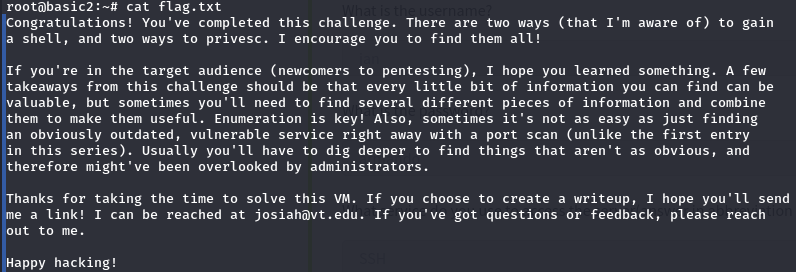 What is the username?
root@basic2:~# cat flag.txt
Congratulations! You've completed this challenge. There are two ways (that I'm aware of) to gain
a shell, and two ways to privesc. I encourage you to find them all!
If you're in the target audience (newcomers to pentesting), I hope you learned something. A few
takeaways from this challenge should be that every little bit of information you can find can be
valuable, but sometimes you'll need to find several different pieces of information and combine
them to make them useful. Enumeration is key! Also, sometimes it's not as easy as just finding
an obviously outdated, vulnerable service right away with a port scan (unlike the first entry
in this series). Usually you'll have to dig deeper to find things that aren't as obvious, and
therefore might've been overlooked by administrators.
Thanks for taking the time to solve this VM. If you choose to create a writeup, I hope you'll send
me a link! I can be reached at josiah@vt.edu. If you've got questions or feedback, please reach
out to me.
SSH
Happy hacking!